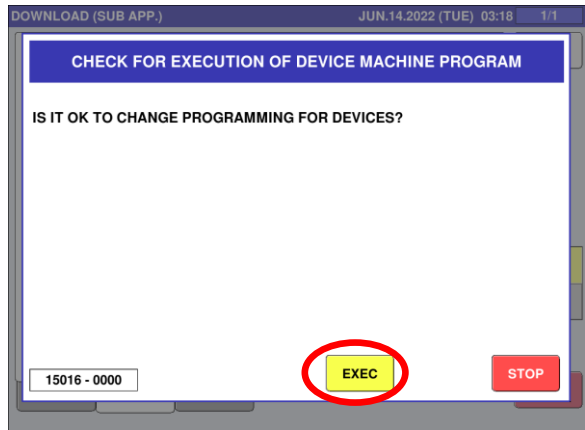 DOWNLOAD (SUB APP.) JUN.14.2022 (TUE) 03:18 1/1
CHECK FOR EXECUTION OF DEVICE MACHINE PROGRAM
IS IT OK TO CHANGE PROGRAMMING FOR DEVICES?
15016 - 0000 EXEC STOP